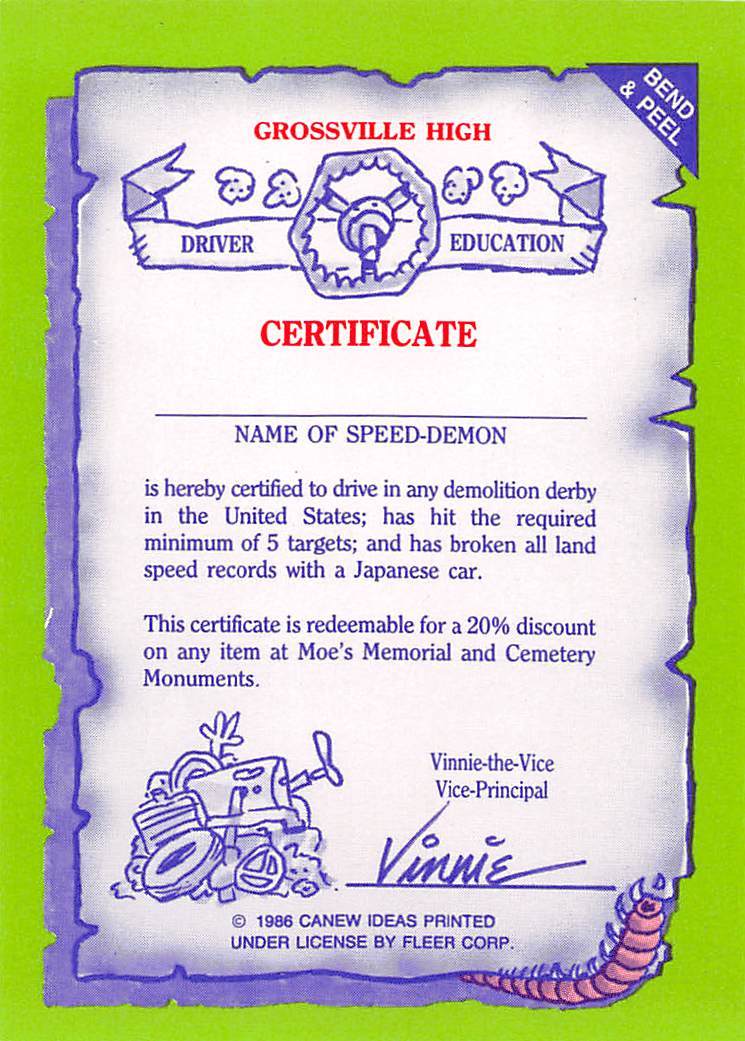 BEND
& PEEL
GROSSVILLE HIGH
DRIVER EDUCATION
CERTIFICATE
NAME OF SPEED-DEMON
is hereby certified to drive in any demolition derby
in the United States; has hit the required
minimum of 5 targets; and has broken all land
speed records with a Japanese car.
This certificate is redeemable for a 20% discount
on any item at Moe's Memorial and Cemetery
Monuments.
Vinnie-the-Vice
Vice-Principal
Vinnie
© 1986 CANEW IDEAS PRINTED
UNDER LICENSE BY FLEER CORP.